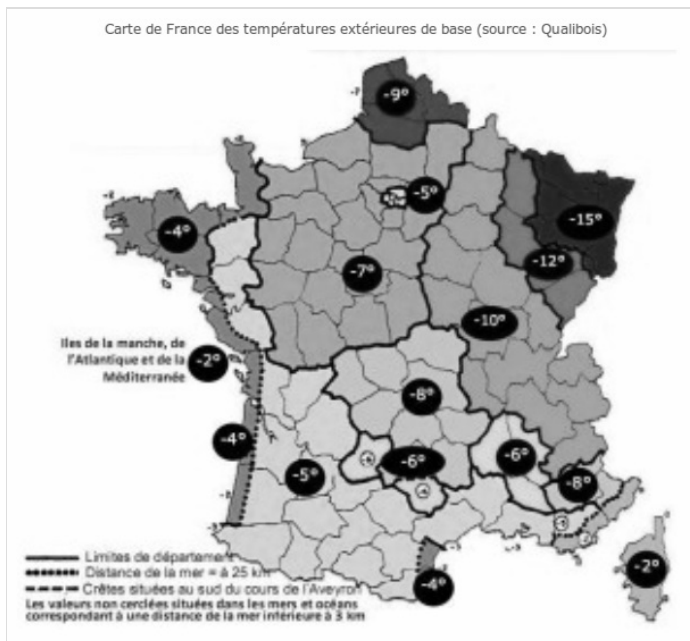 Carte de France des températures extérieures de base (source : Qualibois)
-9°
-5°
-4°
-15°
-12°
-7°
-10°
Iles de la manche, de
l'Atlantique et de la
Méditerranée
-2°
-8°
-4°
-6°
-6°
-5°
-8°
-2°
-4°
Limites de département
Distance de la mer = à 25 km
Crêtes situées au sud du cours de l'Aveyron
Les valeurs non cerclées situées dans les mers et océans
correspondant à une distance de la mer inférieure à 3 km